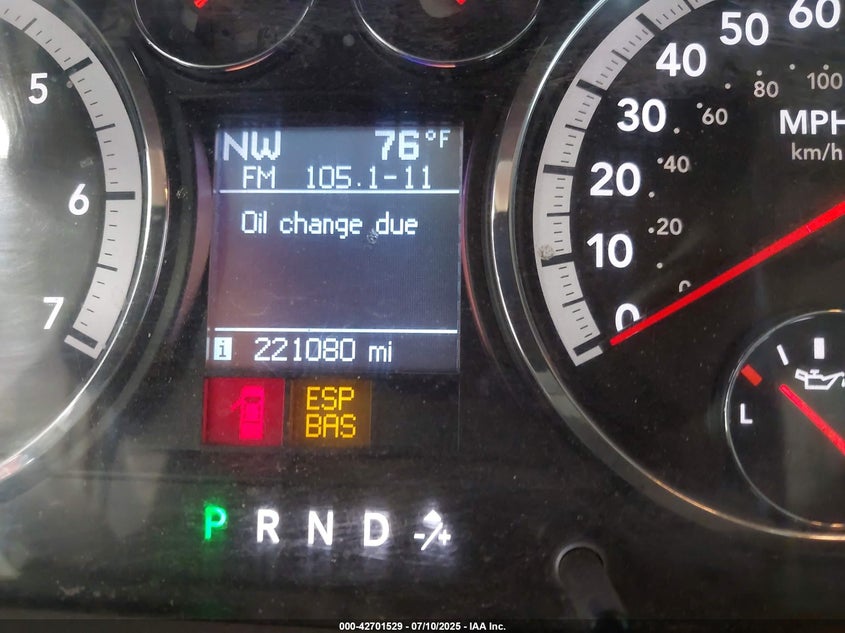 5
6
7
NW 76°F
FM 105.1-11
Oil change due
i 221080 mi
ESP
BAS
P R N D -/+
0
10
20
30
40
50
60
0
20
40
60
80
100
MPH
km/h
L
000-42701529 - 07/10/2025 - IAA Inc.